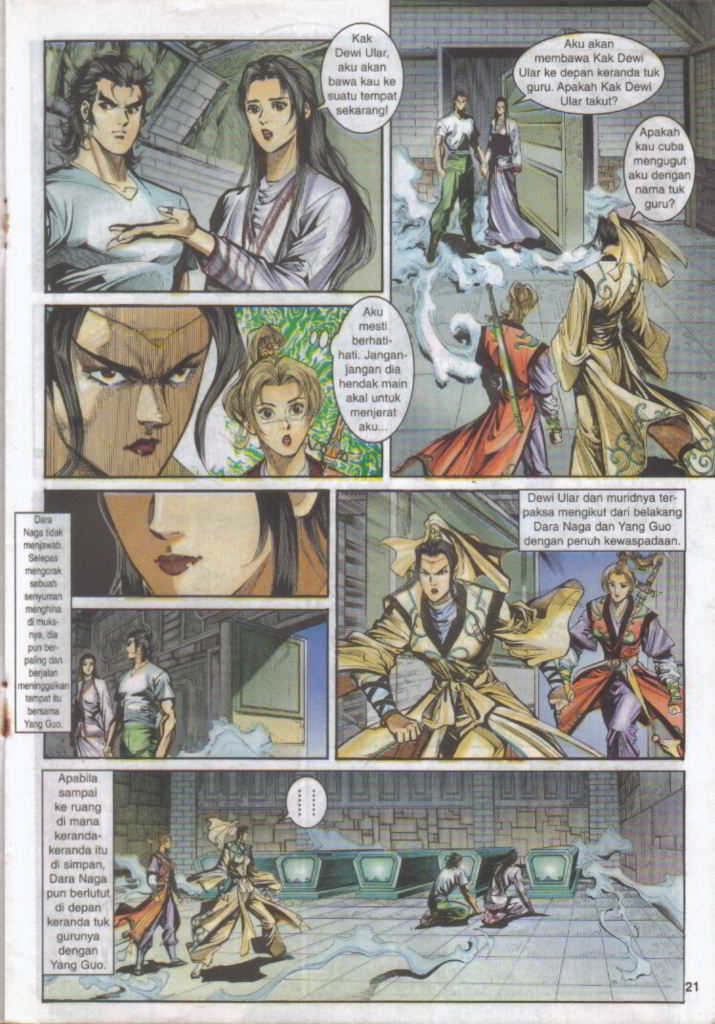 Kak
Dewi Ular,
aku akan
bawa kau ke
suatu tempat
sekarang!
Aku akan
membawa Kak Dewi
Ular ke depan keranda tuk
guru. Apakah Kak Dewi
Ular takut?
Apakah
kau cuba
mengugut
aku dengan
nama tuk
guru?
Aku
mesti
berhati-
hati. Jangan-
jangan dia
hendak main
akal untuk
menjerat
aku...
Dara
Naga tidak
menjawab.
Selepas
mengorak
sebuah
senyuman
menghina
di muka-
nya, dia
pun ber-
paling dan
berjalan
meninggalkan
tempat itu
bersama
Yang Guo.
Dewi Ular dan muridnya ter-
paksa mengikut dari belakang
Dara Naga dan Yang Guo
dengan penuh kewaspadaan.
Apabila
sampai
ke ruang
di mana
keranda-
keranda itu
di simpan,
Dara Naga
pun berlutut
di depan
keranda tuk
gurunya
dengan
Yang Guo.
21